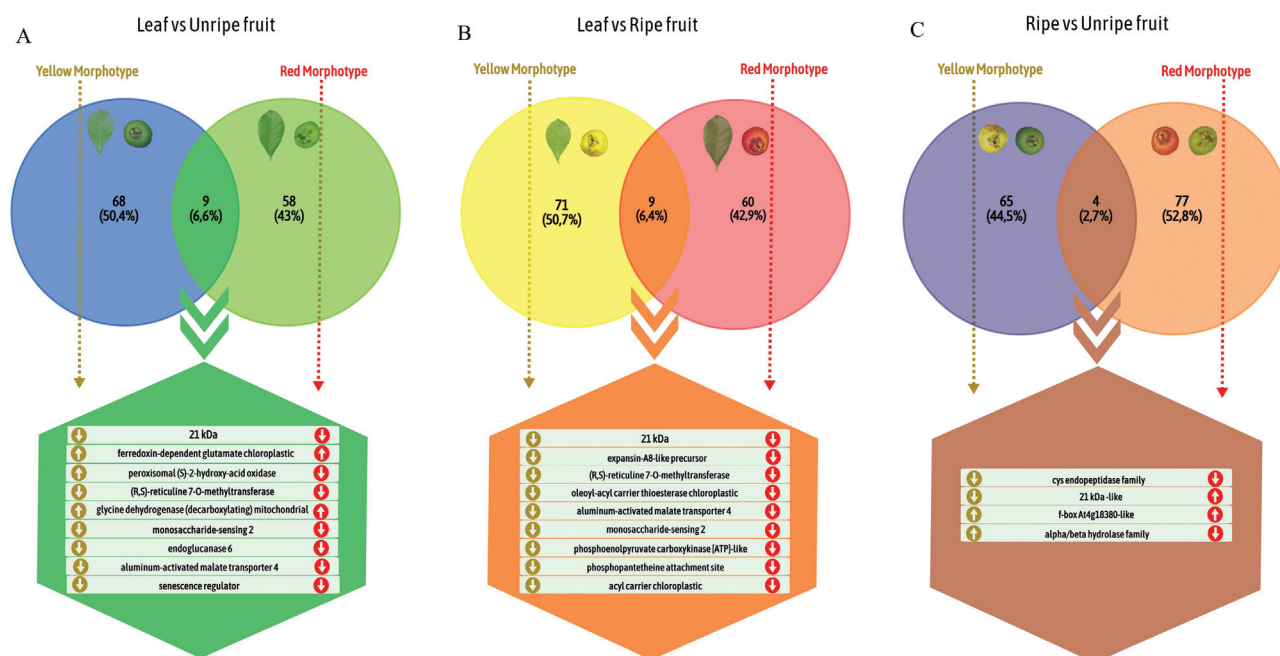 A
Leaf vs Unripe fruit
Yellow Morphotype
Red Morphotype
68
(50,4%)
9
(6,6%)
58
(43%)
21 kDa
ferredoxin-dependent glutamate chloroplastic
peroxisomal (S)-2-hydroxy-acid oxidase
(R,S)-reticuline 7-O-methyltransferase
glycine dehydrogenase (decarboxylating) mitochondrial
monosaccharide-sensing 2
endoglucanase 6
aluminum-activated malate transporter 4
senescence regulator
B
Leaf vs Ripe fruit
Red Morphotype
71
(50,7%)
9
(6,4%)
60
(42,9%)
21 kDa
expansin-A8-like precursor
(R,S)-reticuline 7-O-methyltransferase
oleoyl-acyl carrier thioesterase chloroplastic
aluminum-activated malate transporter 4
monosaccharide-sensing 2
phosphoenolpyruvate carboxykinase [ATP]-like
phosphopantetheine attachment site
acyl carrier chloroplastic
Yellow Morphotype
C
Ripe vs Unripe fruit
Yellow Morphotype
Red Morphotype
65
(44,5%)
4
(2,7%)
77
(52,8%)
cys endopeptidase family
21 kDa -like
f-box At4g18380-like
alpha/beta hydrolase family